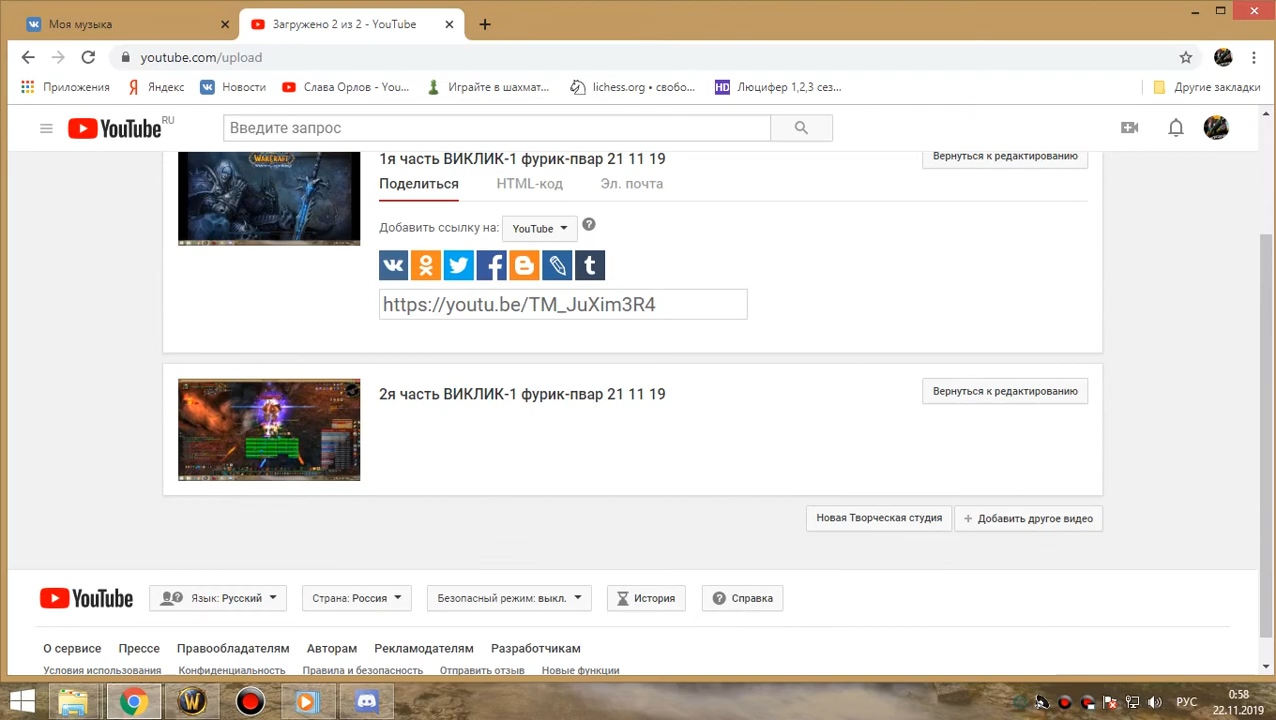 Моя музыка
Загружено 2 из 2 - YouTube
youtube.com/upload
Приложения
Яндекс
Новости
Слава Орлов - You...
Играйте в шахмат...
lichess.org • свобо...
HD Люцифер 1,2,3 сез...
Другие закладки
YouTube RU
Введите запрос
WARCRAFT
1я часть ВИКЛИК-1 фурик-пвар 21 11 19
Вернуться к редактированию
Поделиться
HTML-код
Эл. почта
Добавить ссылку на:
YouTube
https://youtu.be/TM_JuXim3R4
2я часть ВИКЛИК-1 фурик-пвар 21 11 19
Вернуться к редактированию
Новая Творческая студия
+ Добавить другое видео
YouTube
Язык: Русский
Страна: Россия
Безопасный режим: выкл.
История
Справка
О сервисе
Прессе
Правообладателям
Авторам
Рекламодателям
Разработчикам
Условия использования
Конфиденциальность
Правила и безопасность
Отправить отзыв
Новые функции
РУС
0:58
22.11.2019